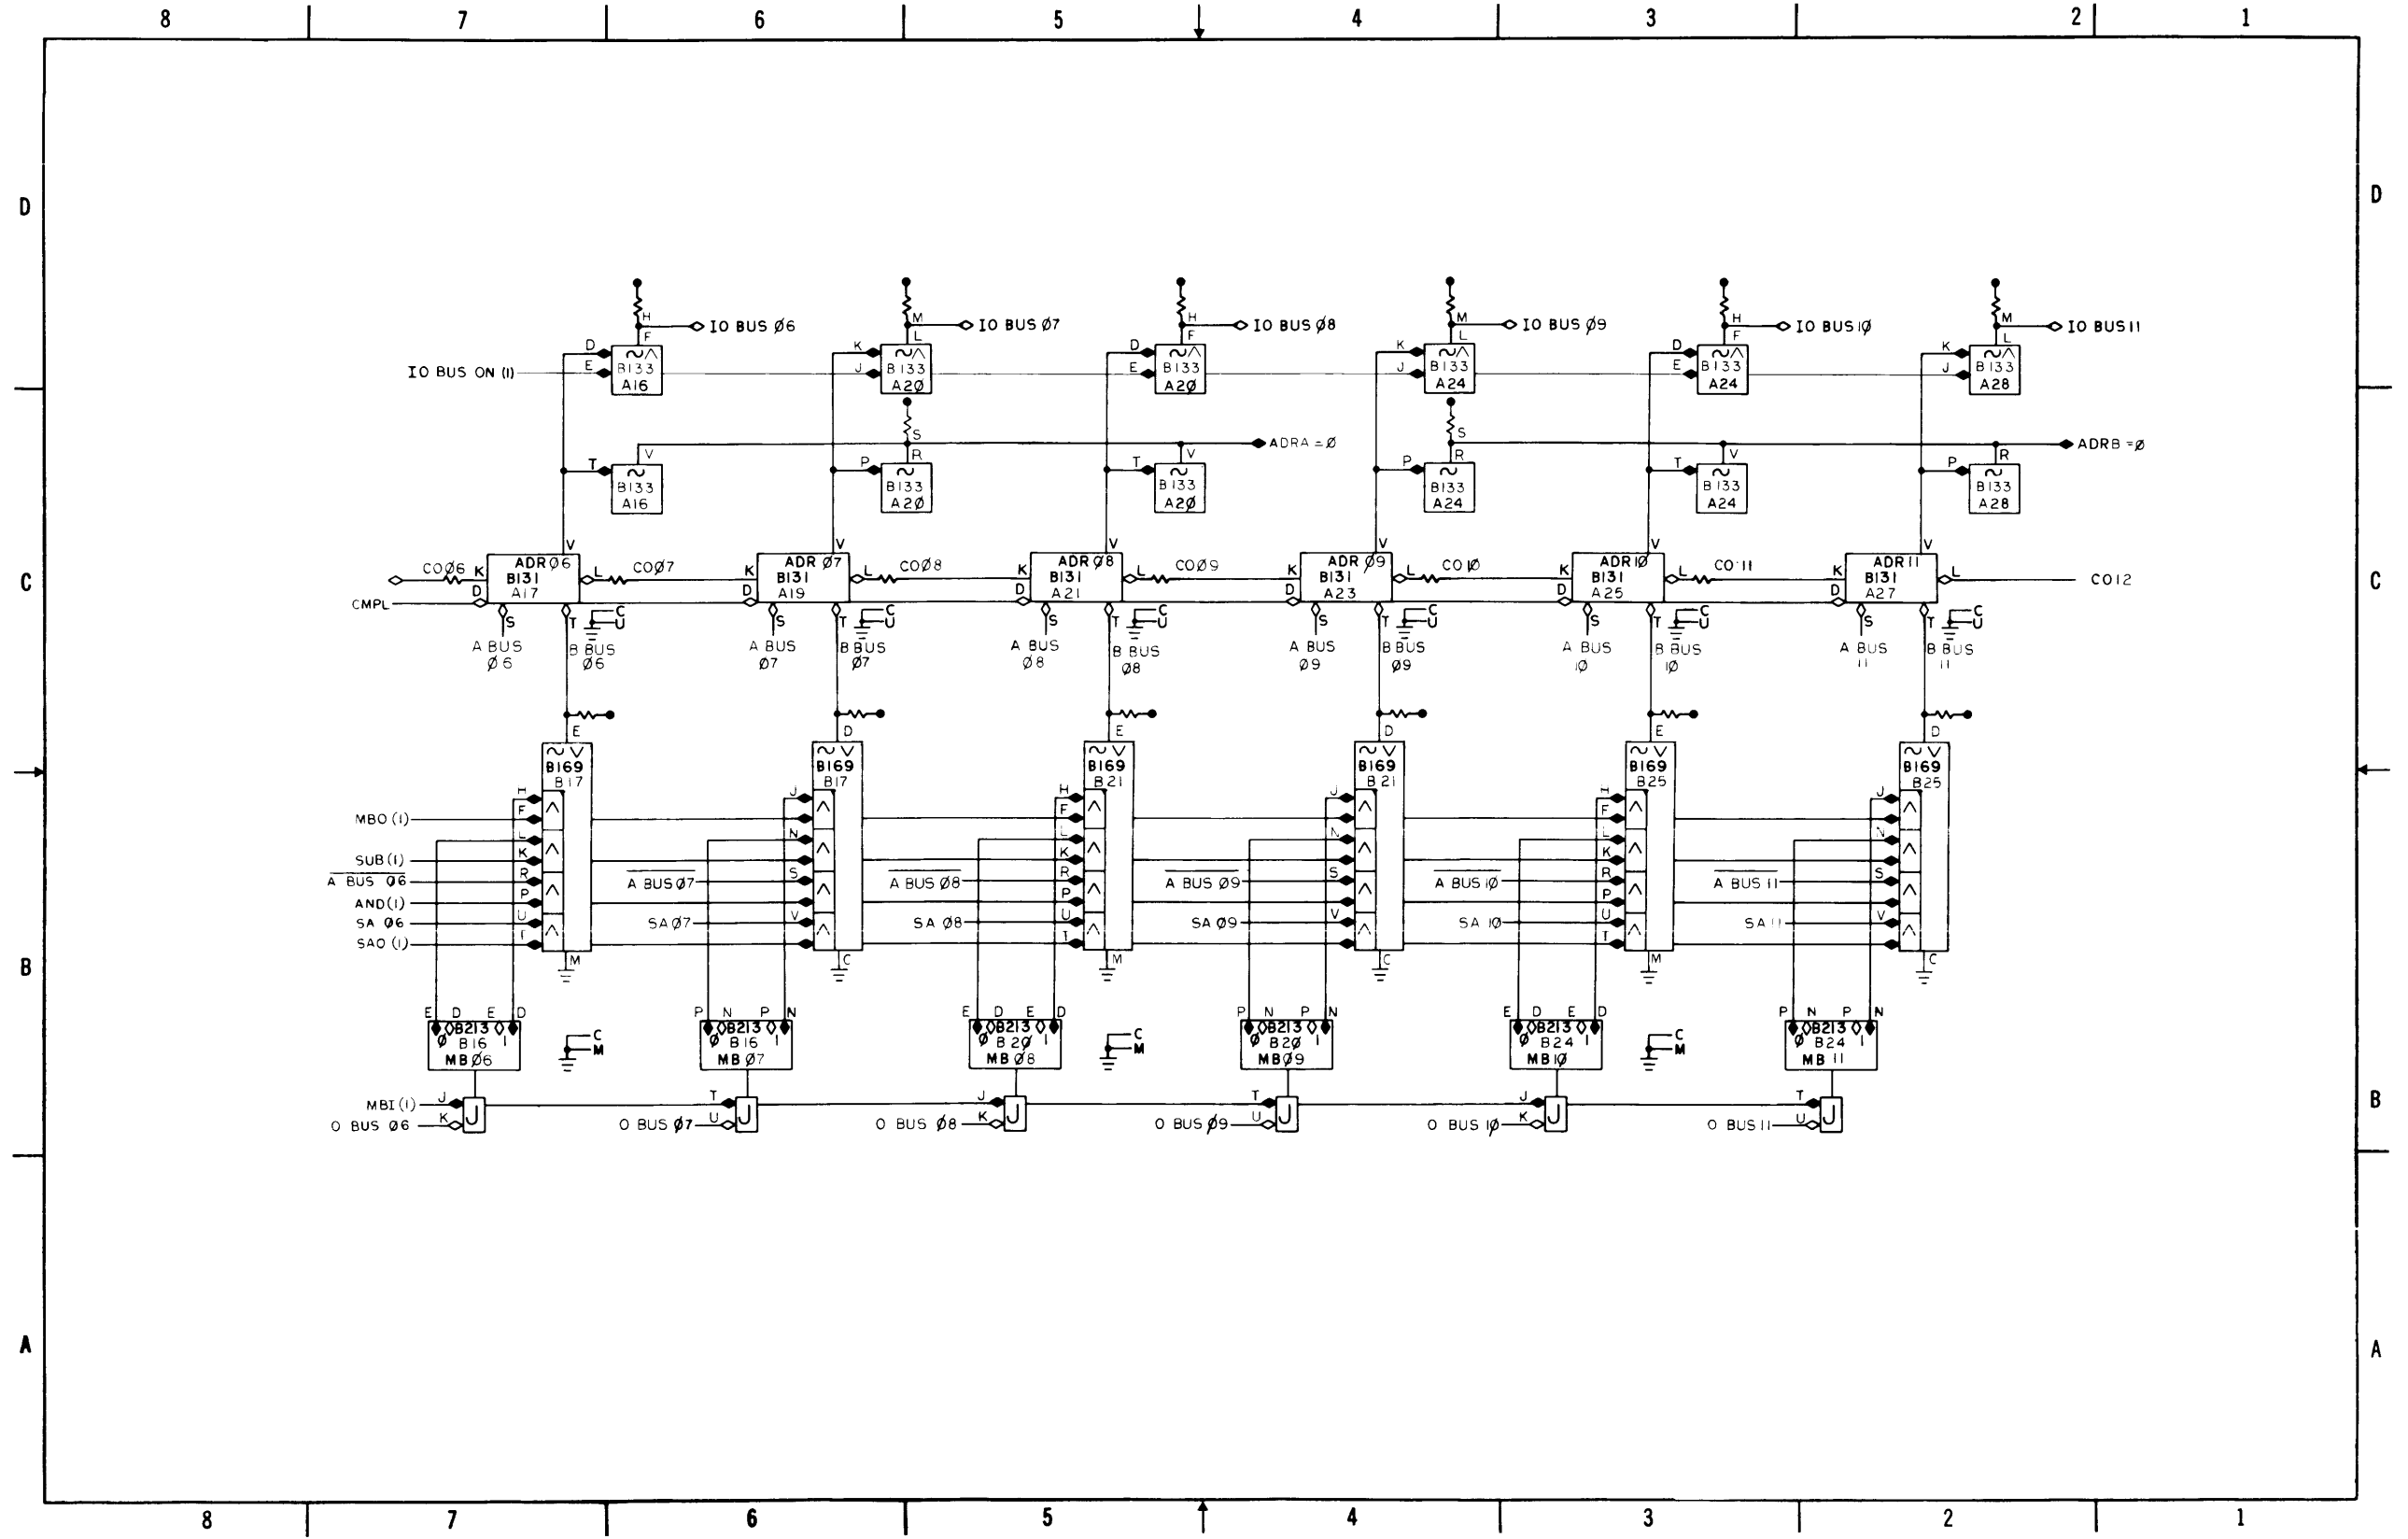 8 7 6 5 4 3 2 1
D D
H H H
M M M
IO BUS Ø6 IO BUS Ø7 IO BUS Ø8 IO BUS Ø9 IO BUS 1Ø IO BUS 11
F L F L F L
D K D K D K
IO BUS ON (1) E J E J E J
B133 B133 B133 B133 B133 B133
A16 A2Ø A2Ø A24 A24 A28
S S
ADRA = Ø ADRB = Ø
V R V R V R
T P T P T P
B133 B133 B133 B133 B133 B133
A16 A2Ø A2Ø A24 A24 A28
V V V V V V
COØ6 K ADR Ø6 L COØ7 K ADR Ø7 L COØ8 K ADR Ø8 L COØ9 K ADR Ø9 L CO1Ø K ADR 1Ø L CO11 K ADR 11 L CO12
C B131 B131 B131 B131 B131 B131 C
CMPL D A17 D A19 D A21 D A23 D A25 D A27
S T C U S T C U S T C U S T C U S T C U S T C U
A BUS Ø6 B BUS Ø6 A BUS Ø7 B BUS Ø7 A BUS Ø8 B BUS Ø8 A BUS Ø9 B BUS Ø9 A BUS 1Ø B BUS 1Ø A BUS 11 B BUS 11
E D E D E D
B169 B169 B169 B169 B169 B169
B17 B17 B21 B21 B25 B25
H J H J H J
MBO (1) F F F
L N L N L N
SUB (1) K K K
A BUS Ø6 R A BUS Ø7 S A BUS Ø8 R A BUS Ø9 S A BUS 1Ø R A BUS 11 S
AND (1) P P P
SA Ø6 U SA Ø7 V SA Ø8 U SA Ø9 V SA 1Ø U SA 11 V
SAO (1) T T T
B M C M C M C B
E D E D P N P N E D E D P N P N E D E D P N P N
B213 B213 B213 B213 B213 B213
Ø B16 1 Ø B16 1 Ø B2Ø 1 Ø B2Ø 1 Ø B24 1 Ø B24 1
MB Ø6 MB Ø7 MB Ø8 MB Ø9 MB 1Ø MB 11
C M C M C M
MBI (1) J J T J J J T J J J T J
O BUS Ø6 K O BUS Ø7 U O BUS Ø8 K O BUS Ø9 U O BUS 1Ø K O BUS 11 U
B
A A
8 7 6 5 4 3 2 1